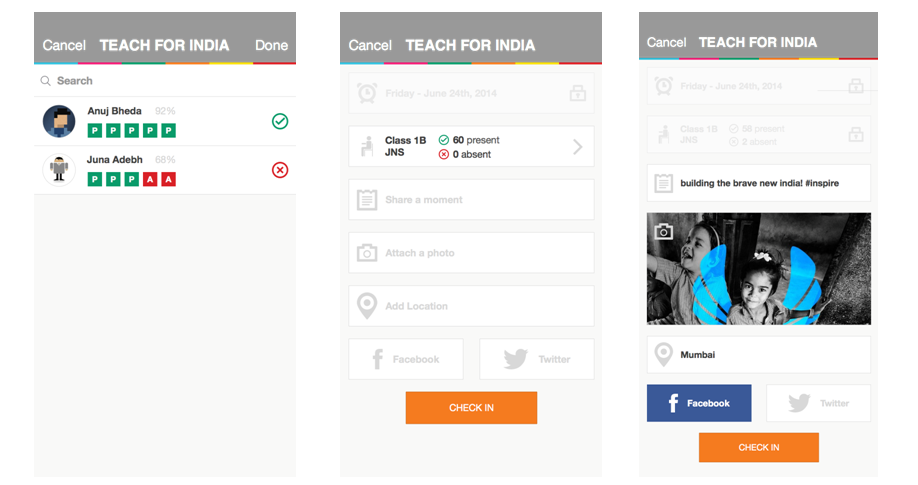 Cancel TEACH FOR INDIA Done
Search
Anuj Bheda 92%
P P P P P
Juna Adebh 68%
P P P A A
Cancel TEACH FOR INDIA
Friday - June 24th, 2014
Class 1B 60 present
JNS 0 absent
Share a moment
Attach a photo
Add Location
Facebook Twitter
CHECK IN
Cancel TEACH FOR INDIA
Friday - June 24th, 2014
Class 1B 56 present
JNS 2 absent
building the brave new india! #inspire
Mumbai
Facebook Twitter
CHECK IN